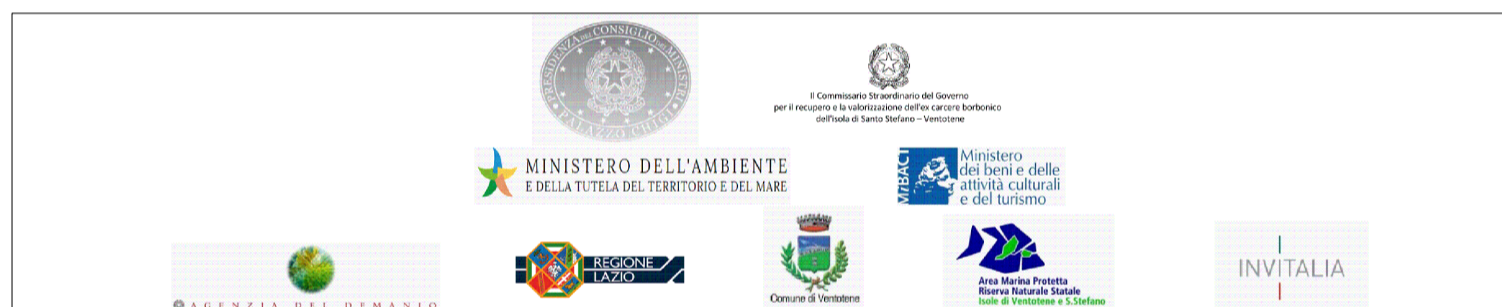 PRESIDENZA DEL CONSIGLIO DEI MINISTRI
PALAZZO CHIGI
Il Commissario Straordinario del Governo
per il recupero e la valorizzazione dell'ex carcere borbonico
dell'isola di Santo Stefano – Ventotene
MINISTERO DELL'AMBIENTE
E DELLA TUTELA DEL TERRITORIO E DEL MARE
MiBACT
Ministero
dei beni e delle
attività culturali
e del turismo
AGENZIA DEL DEMANIO
REGIONE
LAZIO
Comune di Ventotene
Area Marina Protetta
Riserva Naturale Statale
Isole di Ventotene e S.Stefano
INVITALIA